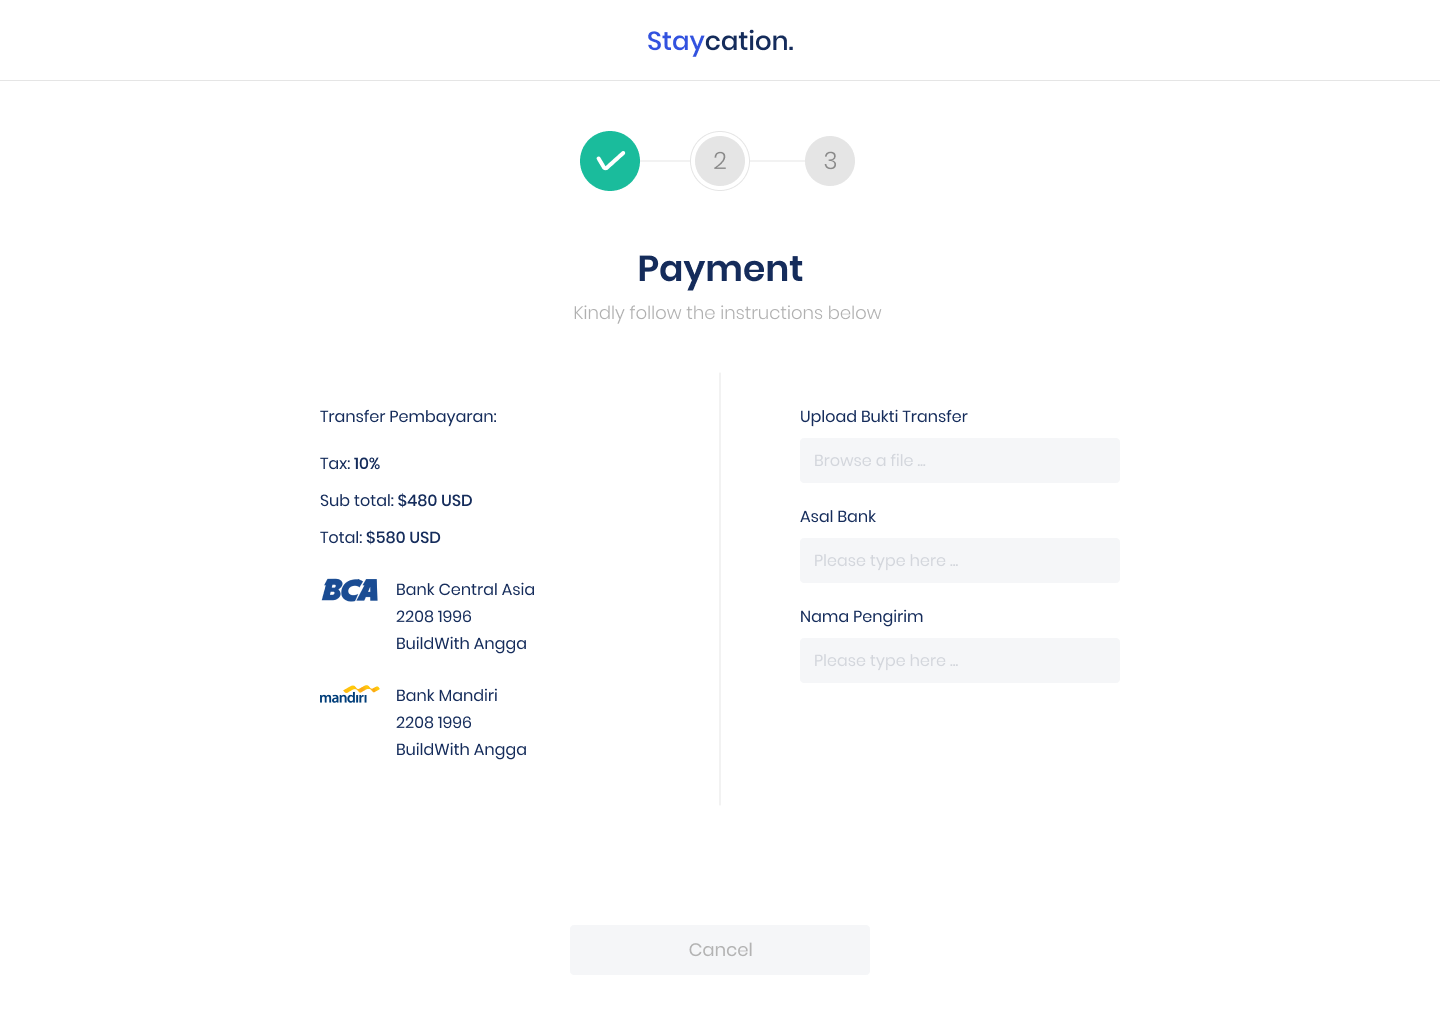 Staycation.
2
3
Payment
Kindly follow the instructions below
Transfer Pembayaran:
Tax: 10%
Sub total: $480 USD
Total: $580 USD
BCA
Bank Central Asia
2208 1996
BuildWith Angga
mandiri
Bank Mandiri
2208 1996
BuildWith Angga
Upload Bukti Transfer
Browse a file ...
Asal Bank
Please type here ...
Nama Pengirim
Please type here ...
Cancel